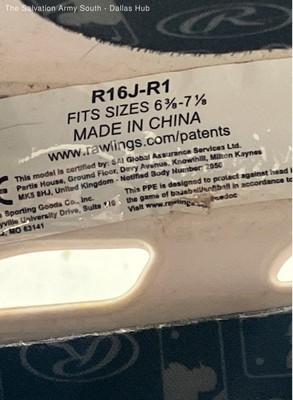 The Salvation Army South - Dallas Hub
R16J-R1
FITS SIZES 6⅜-7⅛
MADE IN CHINA
www.rawlings.com/patents
This model is certified by: SAI Global Assurance Services Ltd.
Partis House, Ground Floor, Davy Avenue, Knowlhill, Milton Keynes
MK5 8HJ, United Kingdom - Notified Body Number: 2056
This PPE is designed to protect against head
the game of baseball/softball in accordance to
Visit www.rawlings.
Sporting Goods Co., Inc.
University Drive, Suite
MO 63141